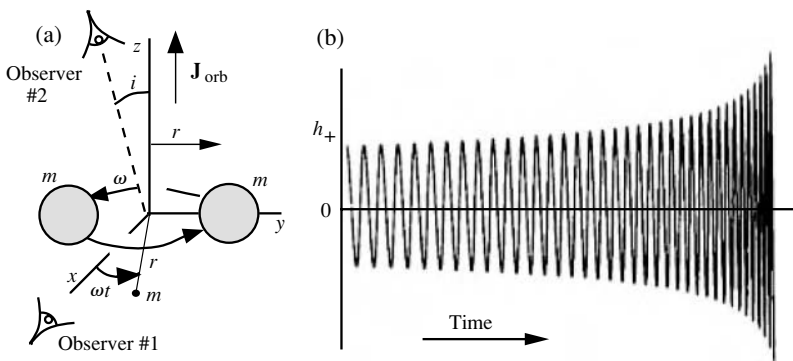 (a)
Observer
#2
z
J orb
i
r
m
ω
m
y
x
r
ωt
m
Observer #1
(b)
h+
0
Time